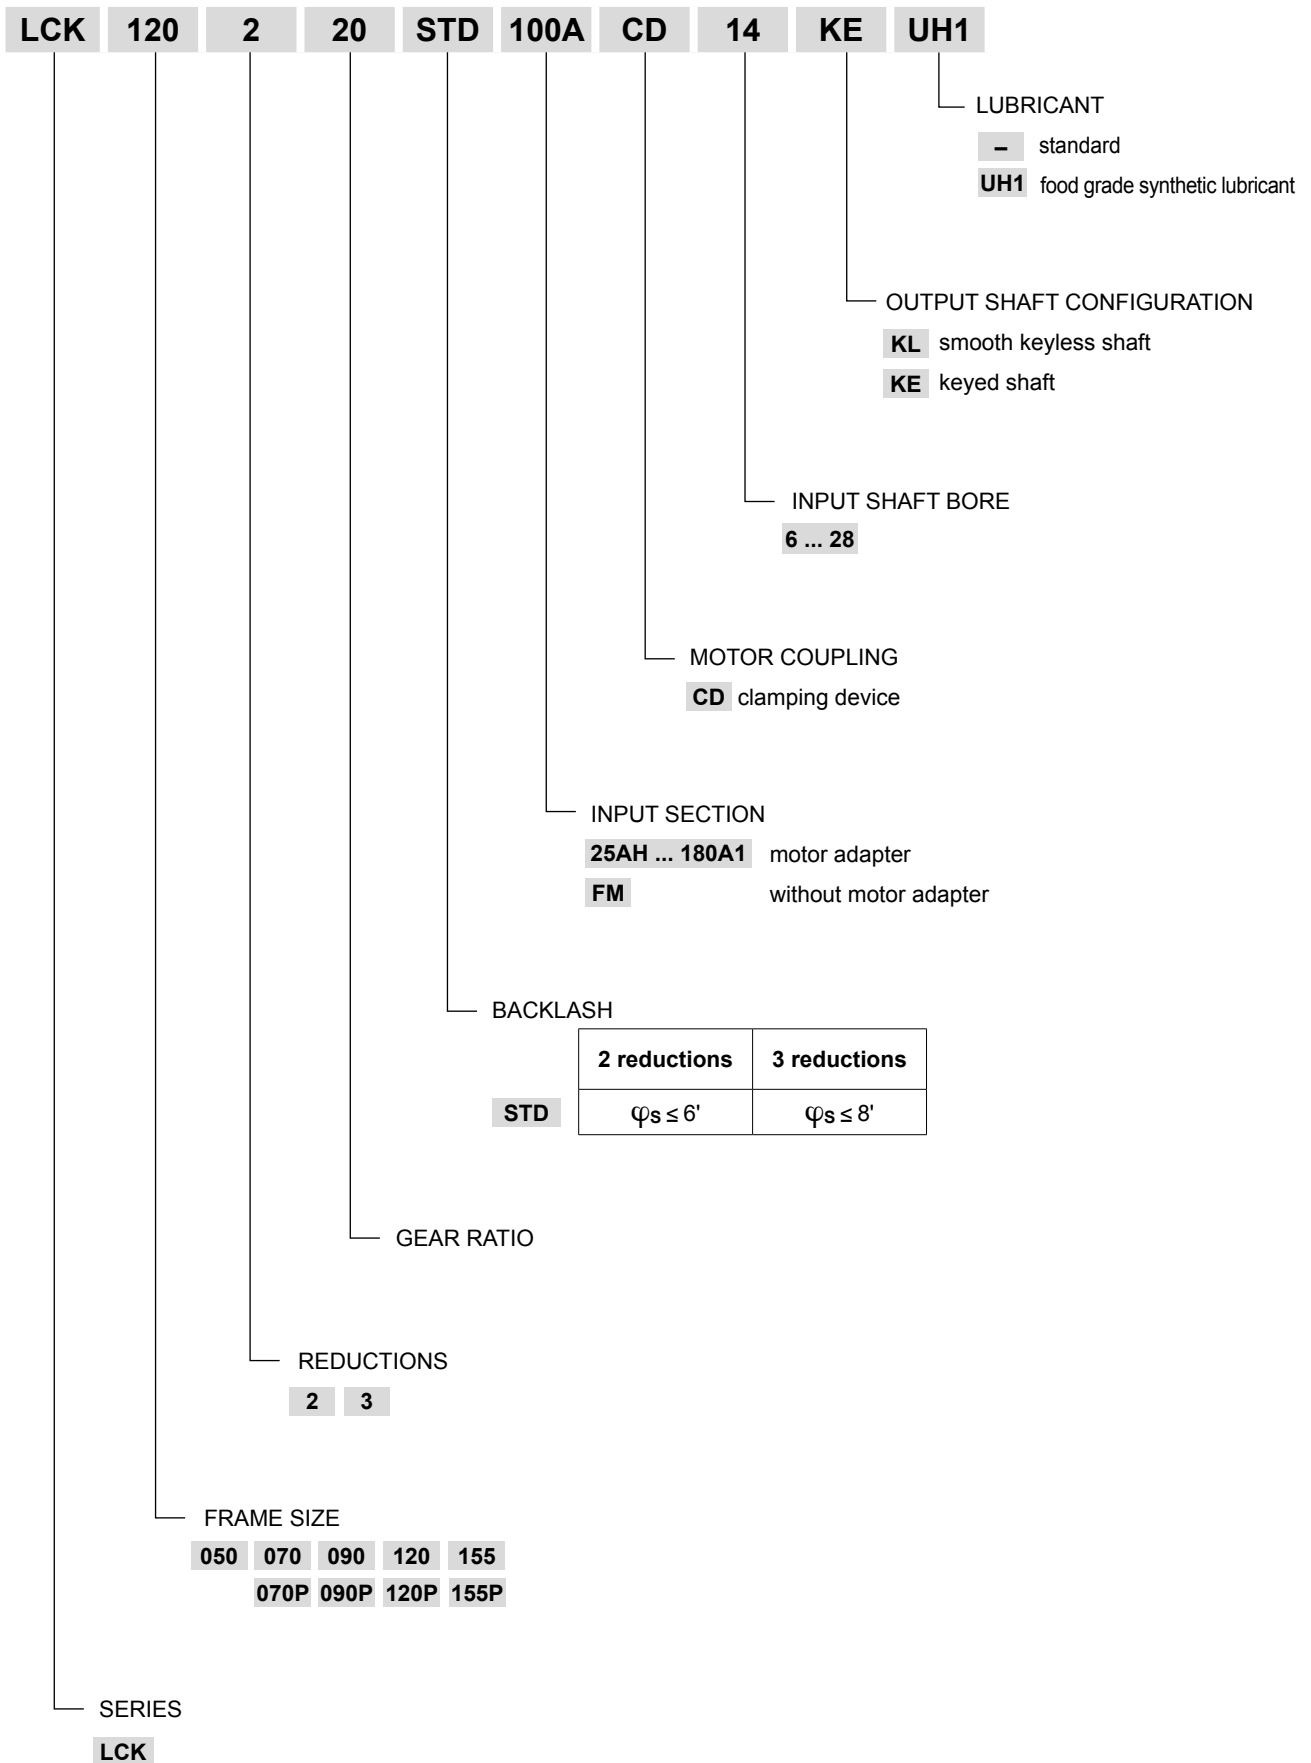 LCK 120 2 20 STD 100A CD 14 KE UH1
LUBRICANT
– standard
UH1 food grade synthetic lubricant
OUTPUT SHAFT CONFIGURATION
KL smooth keyless shaft
KE keyed shaft
INPUT SHAFT BORE
6 ... 28
MOTOR COUPLING
CD clamping device
INPUT SECTION
25AH ... 180A1 motor adapter
FM without motor adapter
BACKLASH
2 reductions 3 reductions
STD φs ≤ 6' φs ≤ 8'
GEAR RATIO
REDUCTIONS
2 3
FRAME SIZE
050 070 090 120 155
070P 090P 120P 155P
SERIES
LCK